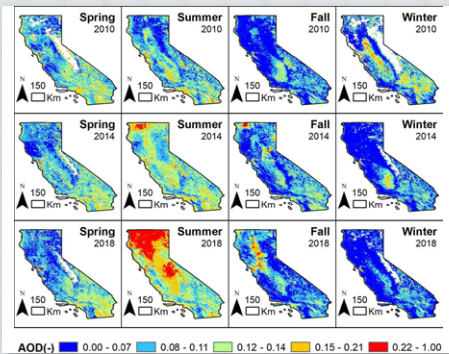 Spring
2010
N
150
Km
Summer
2010
N
150
Km
Fall
2010
N
150
Km
Winter
2010
N
150
Km
Spring
2014
N
150
Km
Summer
2014
N
150
Km
Fall
2014
N
150
Km
Winter
2014
N
150
Km
Spring
2018
N
150
Km
Summer
2018
N
150
Km
Fall
2018
N
150
Km
Winter
2018
N
150
Km
AOD(-) 0.00 - 0.07 0.08 - 0.11 0.12 - 0.14 0.15 - 0.21 0.22 - 1.00